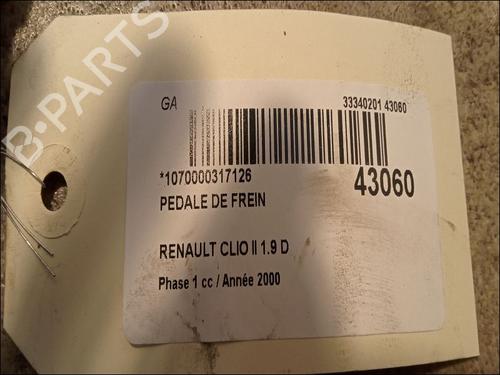 B-PARTS
GA
33340201 43060
*1070000317126
43060
PEDALE DE FREIN
RENAULT CLIO II 1.9 D
Phase 1 cc / Année 2000